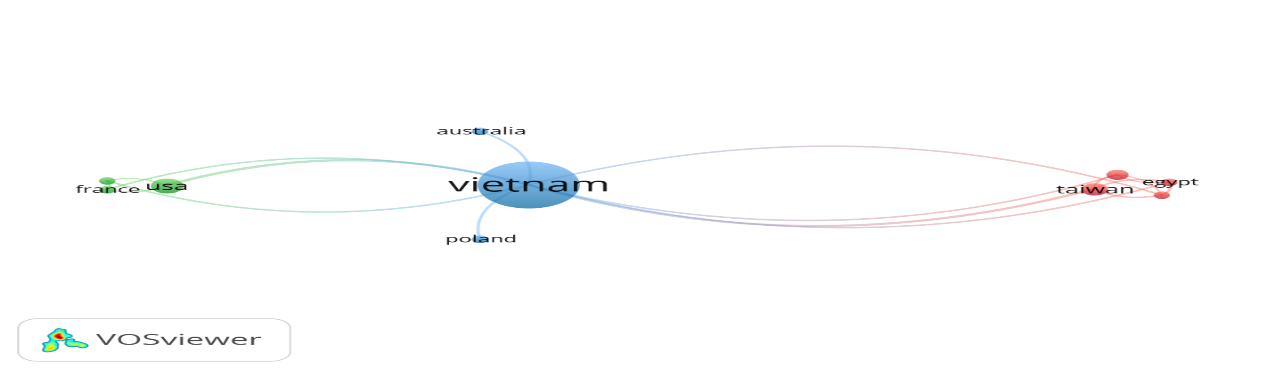 australia
vietnam
france
usa
taiwan
egypt
poland
VOSviewer